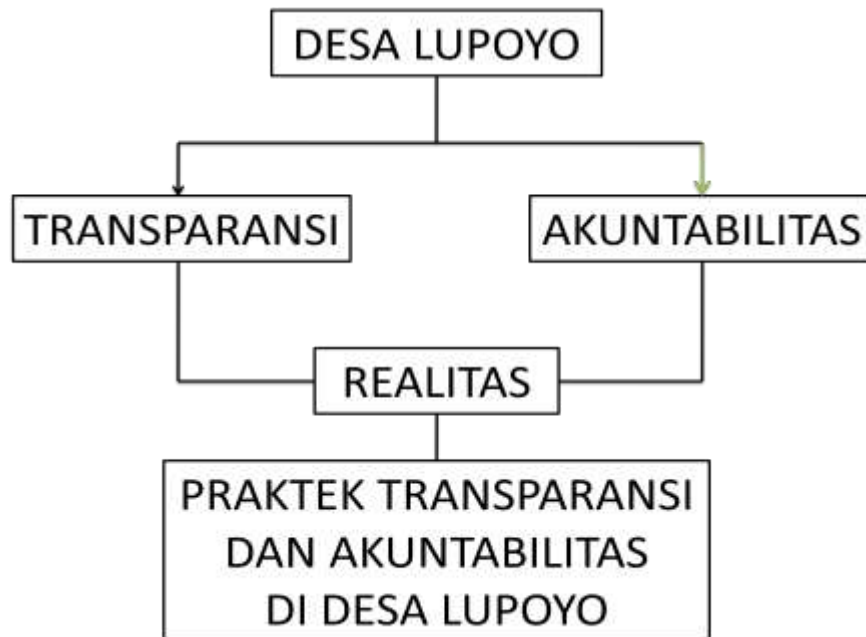 DESA LUPOYO
TRANSPARANSI
AKUNTABILITAS
REALITAS
PRAKTEK TRANSPARANSI
DAN AKUNTABILITAS
DI DESA LUPOYO